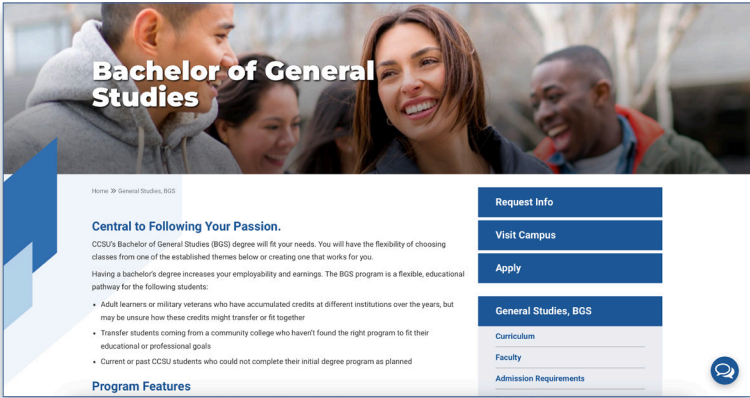 Bachelor of General
Studies
Home » General Studies, BGS
Central to Following Your Passion.
CCSU's Bachelor of General Studies (BGS) degree will fit your needs. You will have the flexibility of choosing
classes from one of the established themes below or creating one that works for you.
Having a bachelor's degree increases your employability and earnings. The BGS program is a flexible, educational
pathway for the following students:
• Adult learners or military veterans who have accumulated credits at different institutions over the years, but
may be unsure how these credits might transfer or fit together
• Transfer students coming from a community college who haven't found the right program to fit their
educational or professional goals
• Current or past CCSU students who could not complete their initial degree program as planned
Program Features
Request Info
Visit Campus
Apply
General Studies, BGS
Curriculum
Faculty
Admission Requirements